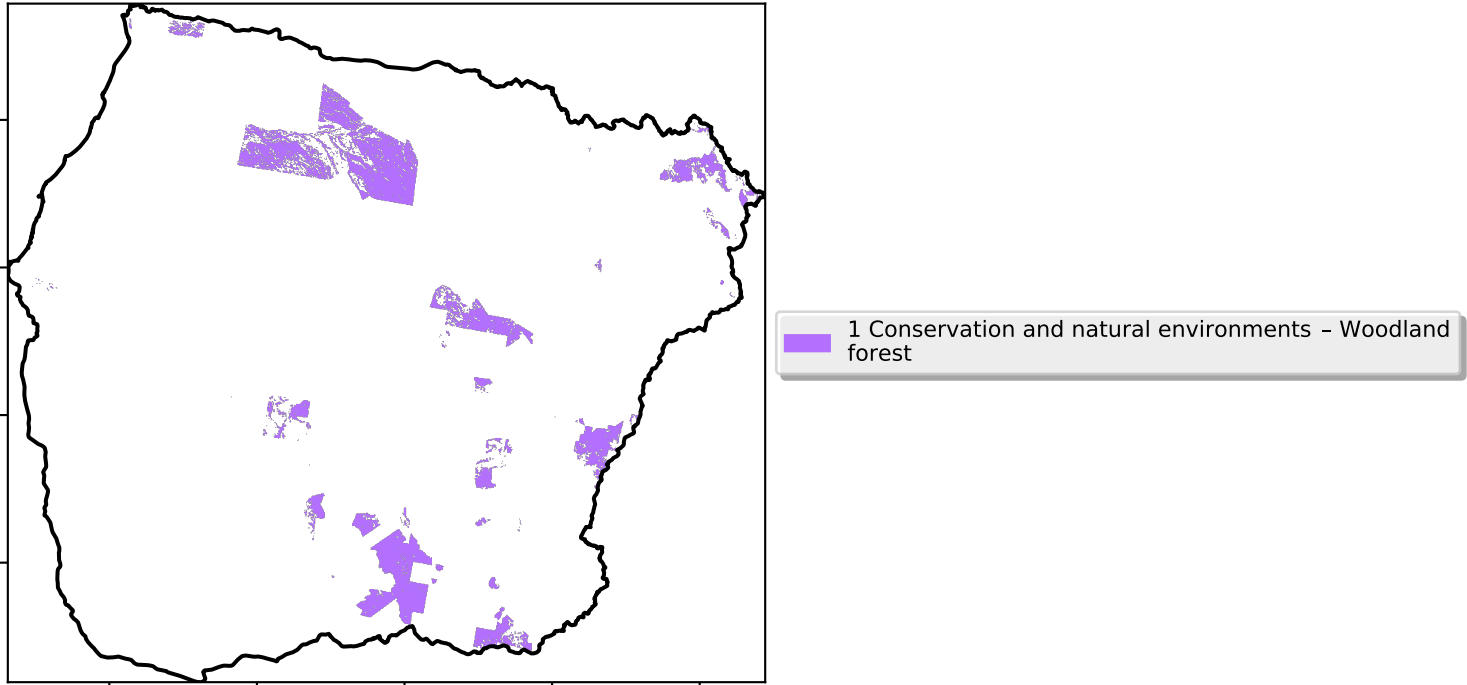 1 Conservation and natural environments – Woodland
forest